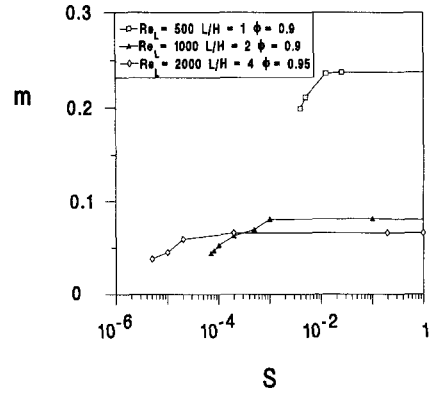 0.3
Re_L = 500 L/H = 1 ϕ = 0.9
Re_L = 1000 L/H = 2 ϕ = 0.9
Re_L = 2000 L/H = 4 ϕ = 0.95
m
0.2
0.1
0
10^-6 10^-4 10^-2 1
S